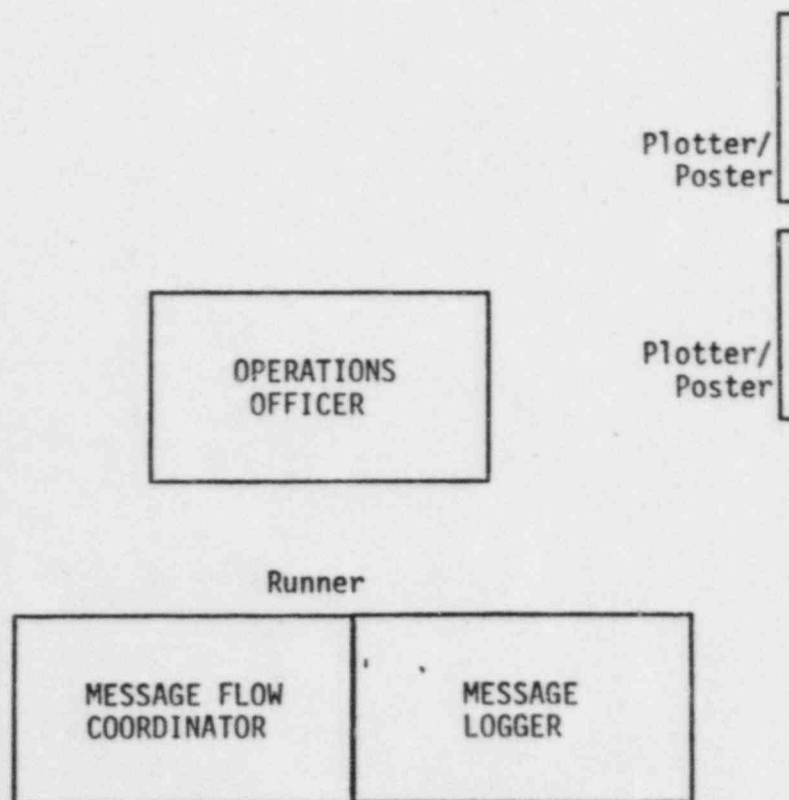 Plotter/
Poster
OPERATIONS
OFFICER
Plotter/
Poster
Runner
MESSAGE FLOW
COORDINATOR
MESSAGE
LOGGER